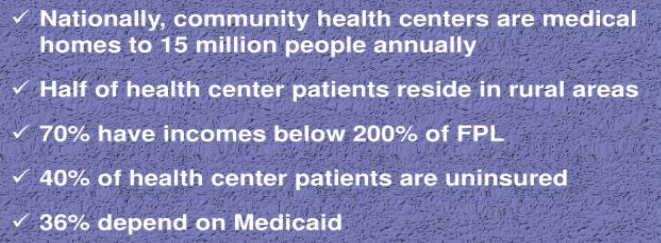 ✓ Nationally, community health centers are medical
homes to 15 million people annually
✓ Half of health center patients reside in rural areas
✓ 70% have incomes below 200% of FPL
✓ 40% of health center patients are uninsured
✓ 36% depend on Medicaid